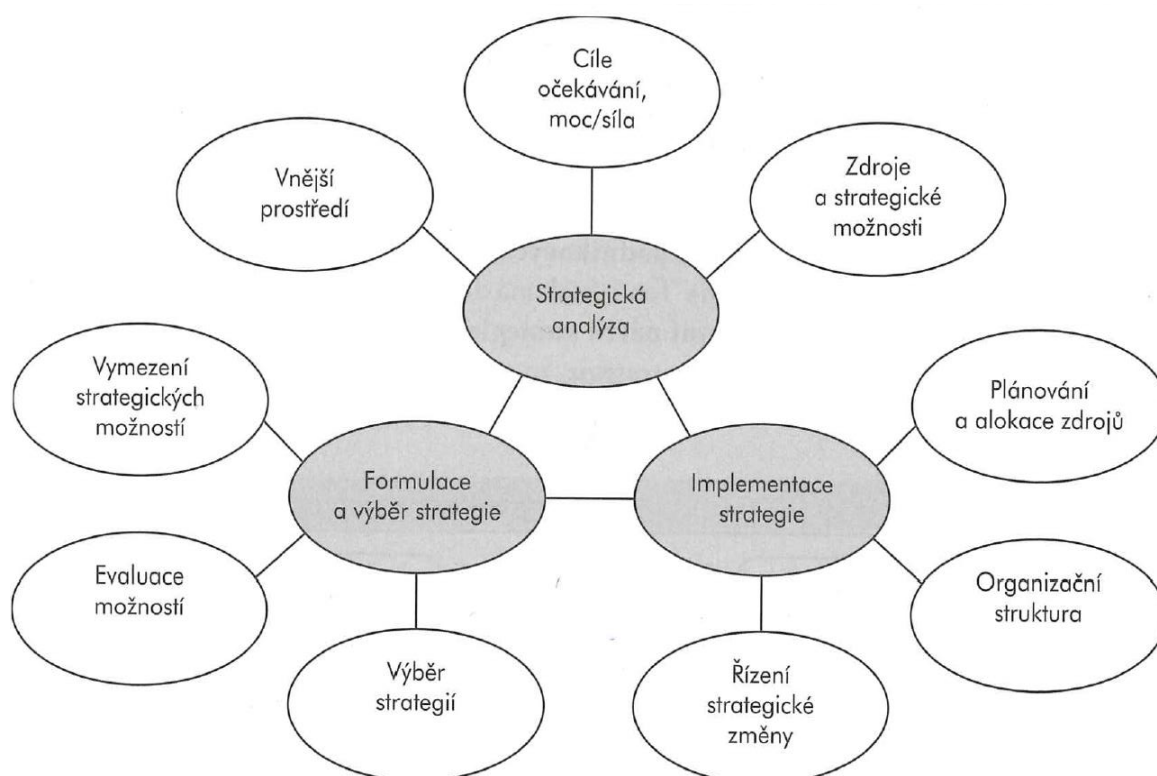 Cíle
očekávání,
moc/síla
Vnější
prostředí
Zdroje
a strategické
možnosti
Strategická
analýza
Vymezení
strategických
možností
Plánování
a alokace zdrojů
Formulace
a výběr strategie
Implementace
strategie
Evaluace
možností
Organizační
struktura
Výběr
strategií
Řízení
strategické
změny